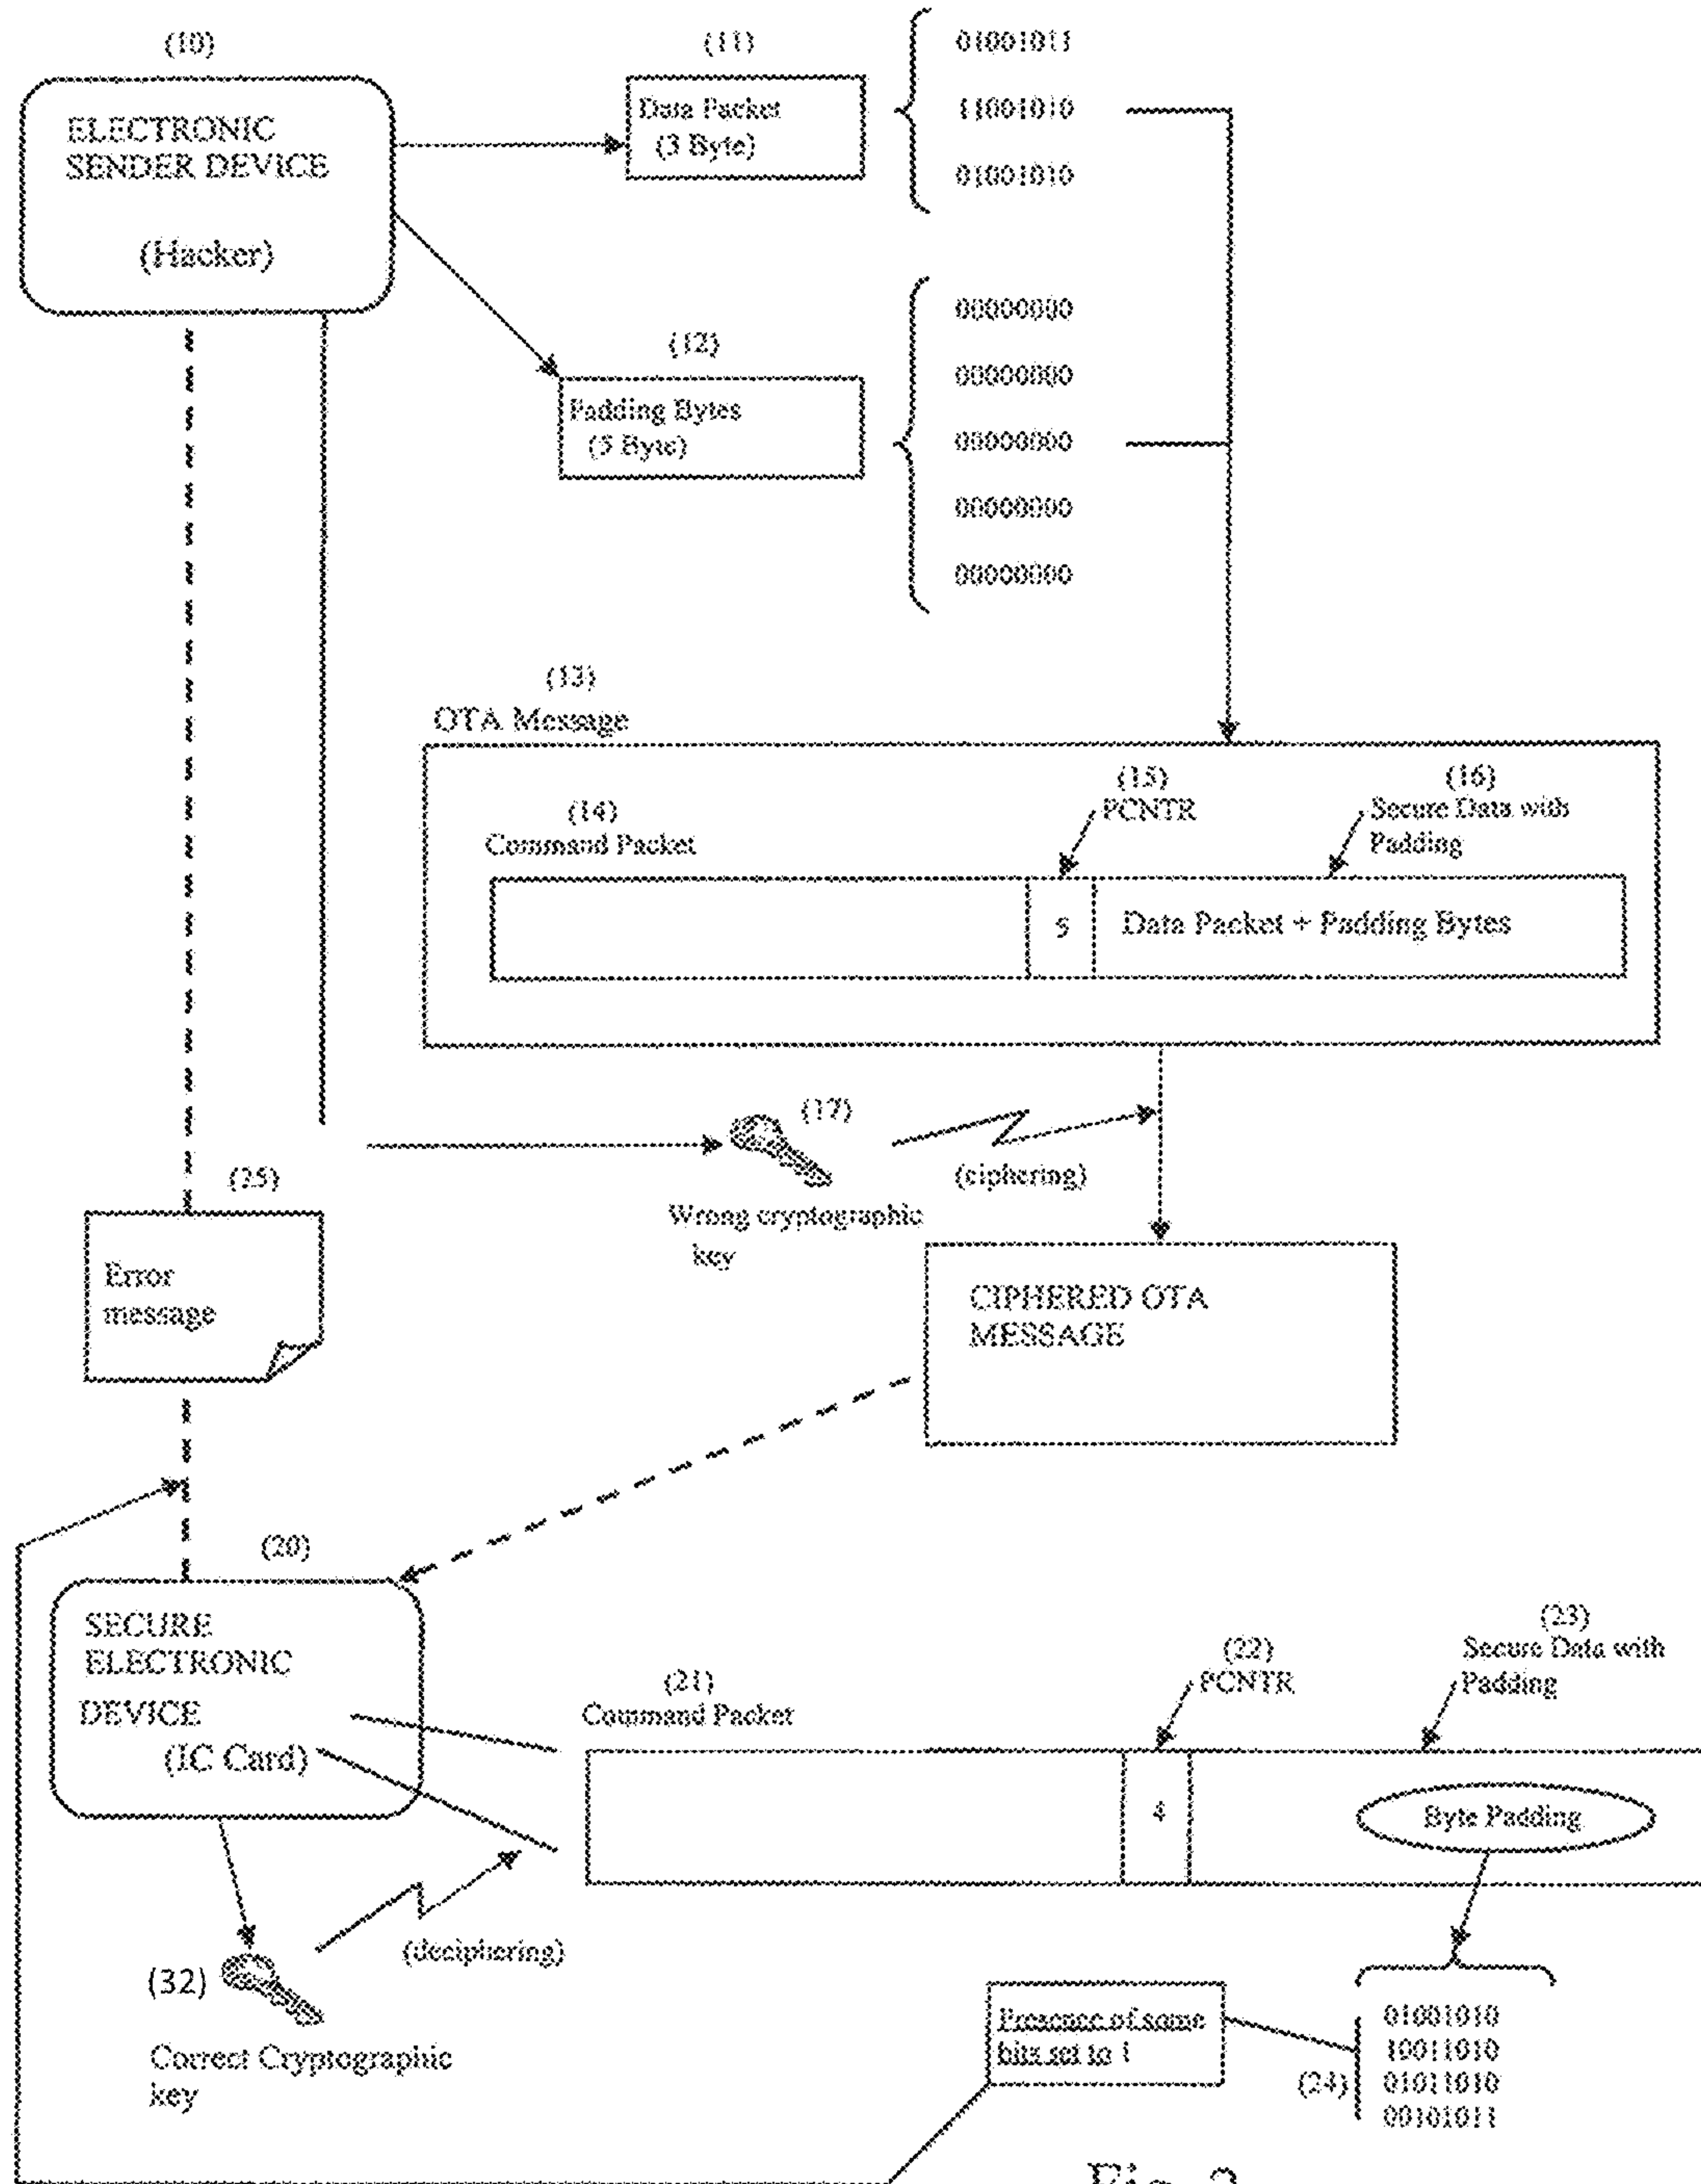 (10)
ELECTRONIC
SENDER DEVICE
(Hacker)
(11)
Data Packet
(3 Byte)
01001011
11001010
01001010
(12)
Padding Bytes
(5 Byte)
00000000
00000000
00000000
00000000
00000000
(13)
OTA Message
(14)
Command Packet
(15)
PCNTR
(16)
Secure Data with
Padding
5
Data Packet + Padding Bytes
(17)
(ciphering)
Wrong cryptographic
key
(25)
Error
message
CIPHERED OTA
MESSAGE
(20)
SECURE
ELECTRONIC
DEVICE
(IC Card)
(21)
Command Packet
(22)
PCNTR
(23)
Secure Data with
Padding
4
Byte Padding
(deciphering)
(32)
Correct Cryptographic
key
Presence of some
bits set to 1
(24)
01001010
10011010
01011010
00101011